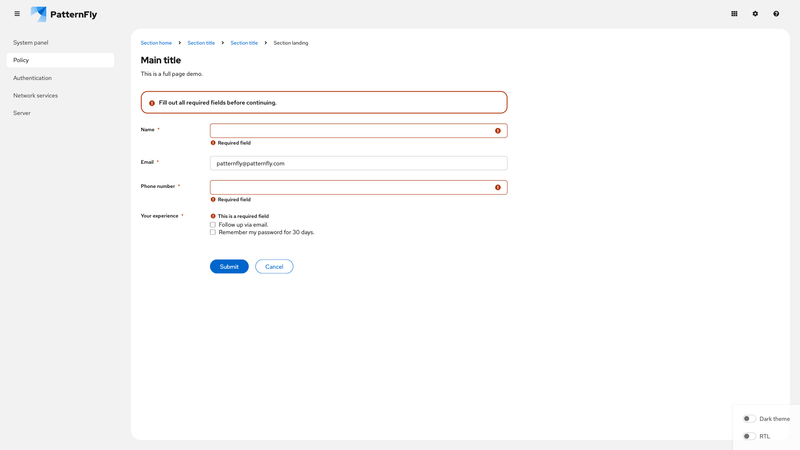 PatternFly
System panel
Policy
Authentication
Network services
Server
Section home
Section title
Section title
Section landing
Main title
This is a full page demo.
Fill out all required fields before continuing.
Name *
Required field
Email *
patternfly@patternfly.com
Phone number *
Required field
Your experience *
This is a required field
Follow up via email.
Remember my password for 30 days.
Submit
Cancel
Dark theme
RTL